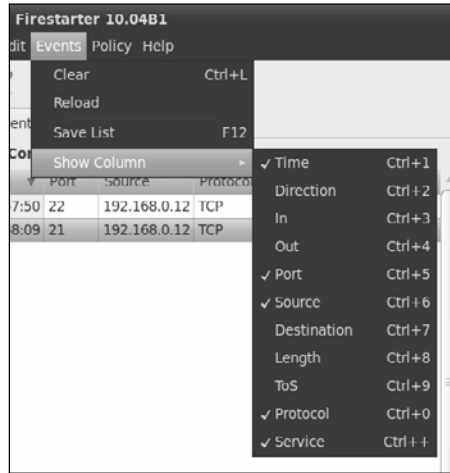 Firestarter 10.04B1
dit Events Policy Help
Clear Ctrl+L
Reload
ent
Save List F12
Cor
Show Column
Port Source Protocol
7:50 22 192.168.0.12 TCP
8:09 21 192.168.0.12 TCP
✓ Time Ctrl+1
Direction Ctrl+2
In Ctrl+3
Out Ctrl+4
✓ Port Ctrl+5
✓ Source Ctrl+6
Destination Ctrl+7
Length Ctrl+8
ToS Ctrl+9
✓ Protocol Ctrl+0
✓ Service Ctrl++